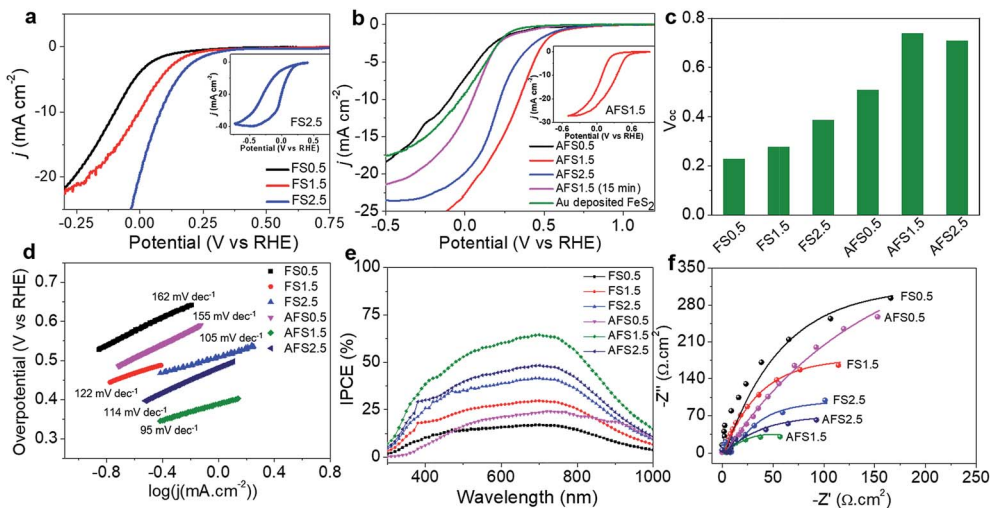 a
j (mA cm⁻²)
0
-5
-10
-15
-20
-0.25
0.00
0.25
0.50
0.75
Potential (V vs RHE)
FS0.5
FS1.5
FS2.5
j (mA cm⁻²)
0
-20
-40
-0.5
0.0
0.5
Potential (V vs RHE)
FS2.5
b
j (mA cm⁻²)
0
-5
-10
-15
-20
-25
-0.5
0.0
0.5
1.0
Potential (V vs RHE)
AFS0.5
AFS1.5
AFS2.5
AFS1.5 (15 min)
Au deposited FeS₂
j (mA cm⁻²)
0
-10
-20
-30
-0.6
0.0
0.6
Potential (V vs RHE)
AFS1.5
c
Voc
0.8
0.6
0.4
0.2
0.0
FS0.5
FS1.5
FS2.5
AFS0.5
AFS1.5
AFS2.5
d
Overpotential (V vs RHE)
0.7
0.6
0.5
0.4
0.3
-1.0
-0.5
0.0
0.5
1.0
log(j(mA.cm⁻²))
162 mV dec⁻¹
155 mV dec⁻¹
105 mV dec⁻¹
122 mV dec⁻¹
114 mV dec⁻¹
95 mV dec⁻¹
FS0.5
FS1.5
FS2.5
AFS0.5
AFS1.5
AFS2.5
e
IPCE (%)
100
75
50
25
0
400
500
600
700
800
900
1000
Wavelength (nm)
FS0.5
FS1.5
FS2.5
AFS0.5
AFS1.5
AFS2.5
f
-Z'' (Ω.cm²)
350
280
210
140
70
0
0
50
100
150
200
250
-Z' (Ω.cm²)
FS0.5
AFS0.5
FS1.5
FS2.5
AFS2.5
AFS1.5